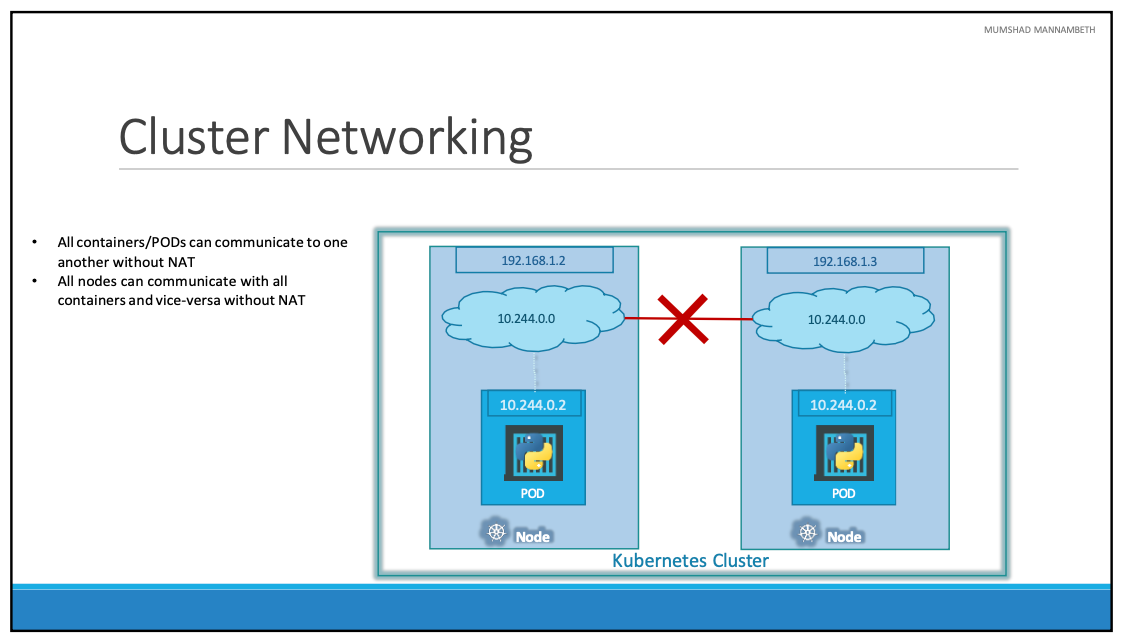 MUMSHAD MANNAMBETH
Cluster Networking
• All containers/PODs can communicate to one
another without NAT
• All nodes can communicate with all
containers and vice-versa without NAT
192.168.1.2
192.168.1.3
10.244.0.0
10.244.0.0
10.244.0.2
10.244.0.2
POD
POD
Node
Node
Kubernetes Cluster